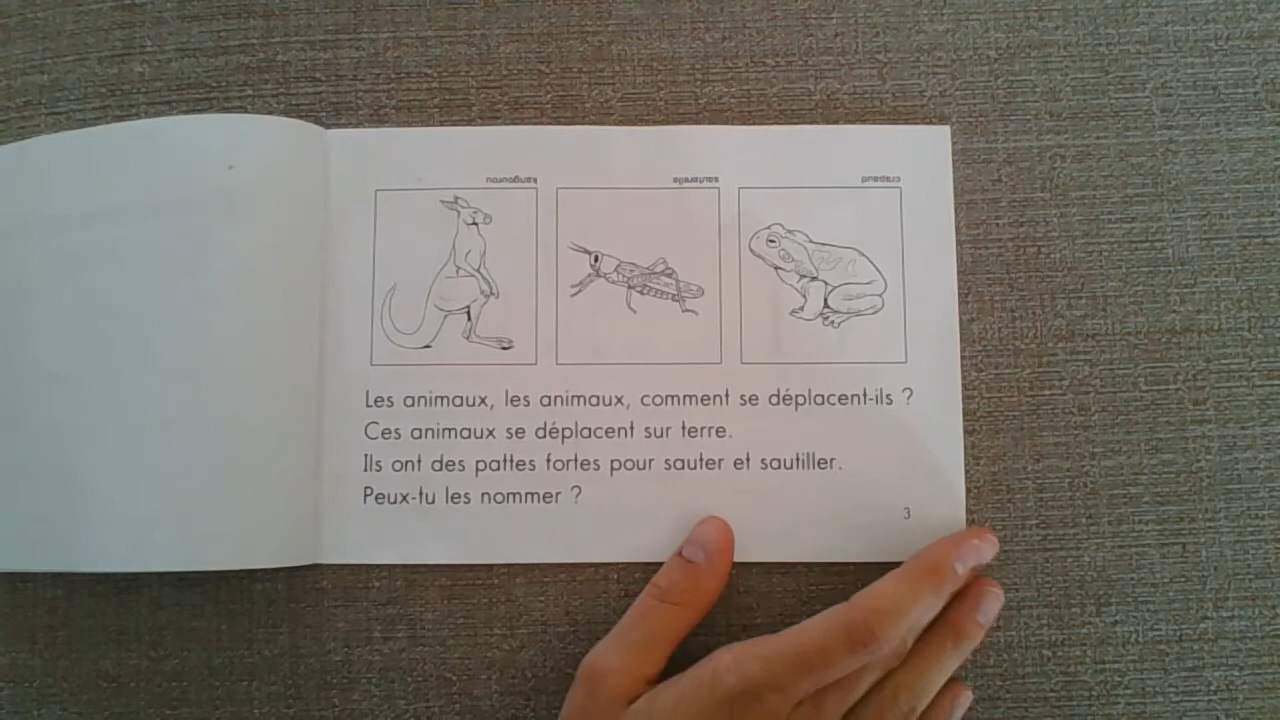 kangourou
sauterelle
crapaud
Les animaux, les animaux, comment se déplacent-ils ?
Ces animaux se déplacent sur terre.
Ils ont des pattes fortes pour sauter et sautiller.
Peux-tu les nommer ?
3